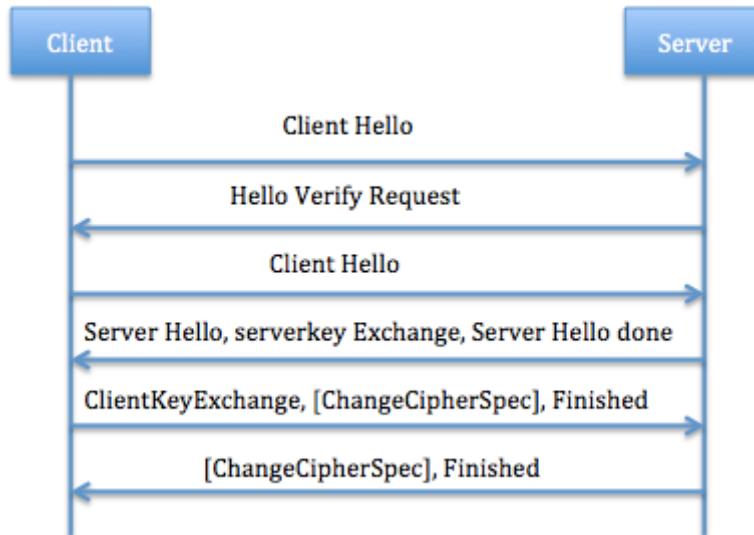 Client
Server
Client Hello
Hello Verify Request
Client Hello
Server Hello, serverkey Exchange, Server Hello done
ClientKeyExchange, [ChangeCipherSpec], Finished
[ChangeCipherSpec], Finished